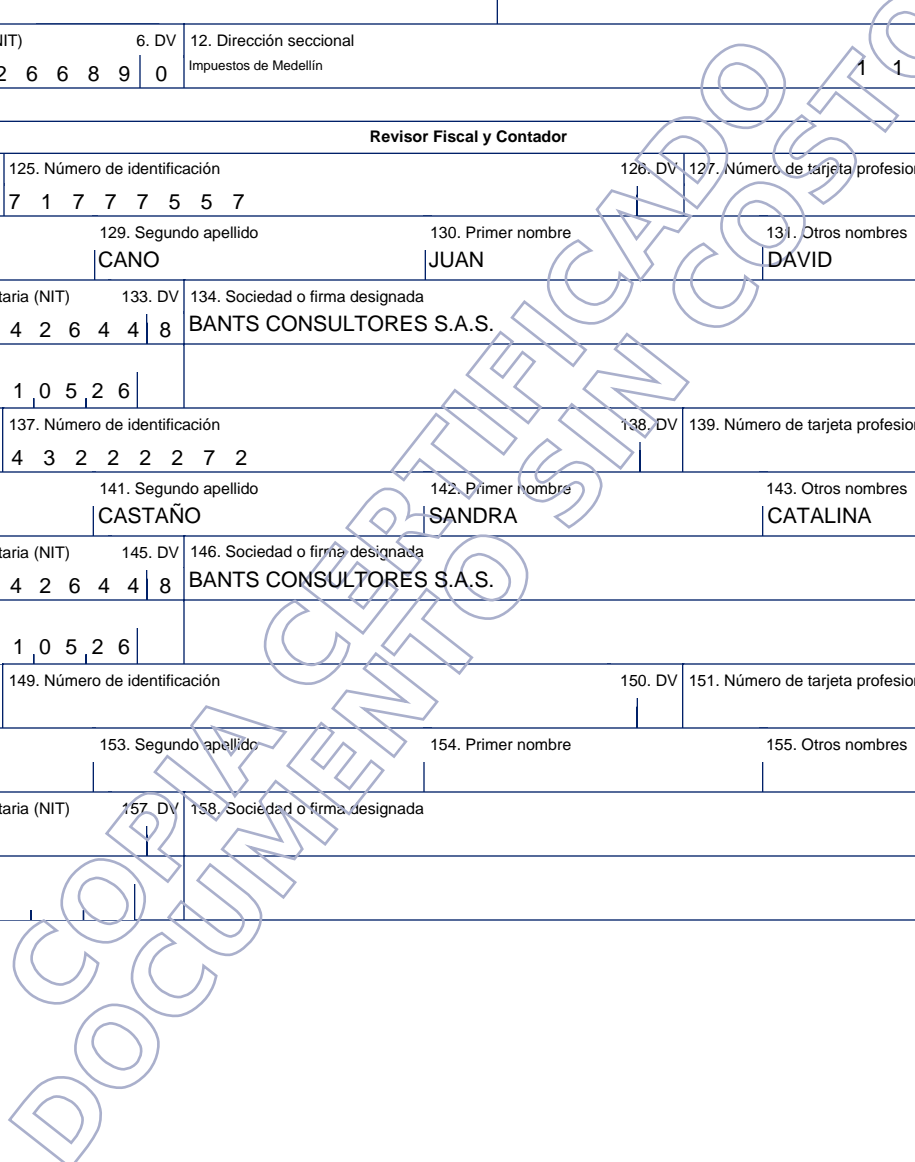 NIT) 6. DV 12. Dirección seccional
2 6 6 8 9 0 Impuestos de Medellín 1 1
Revisor Fiscal y Contador
125. Número de identificación 126. DV 127. Número de tarjeta profesion
7 1 7 7 7 5 5 7
129. Segundo apellido 130. Primer nombre 131. Otros nombres
CANO JUAN DAVID
taria (NIT) 133. DV 134. Sociedad o firma designada
4 2 6 4 4 8 BANTS CONSULTORES S.A.S.
1 0 5 2 6
137. Número de identificación 138. DV 139. Número de tarjeta profesion
4 3 2 2 2 2 7 2
141. Segundo apellido 142. Primer nombre 143. Otros nombres
CASTAÑO SANDRA CATALINA
taria (NIT) 145. DV 146. Sociedad o firma designada
4 2 6 4 4 8 BANTS CONSULTORES S.A.S.
1 0 5 2 6
149. Número de identificación 150. DV 151. Número de tarjeta profesion
153. Segundo apellido 154. Primer nombre 155. Otros nombres
taria (NIT) 157. DV 158. Sociedad o firma designada
COPIA CERTIFICADO
DOCUMENTO SIN COSTO